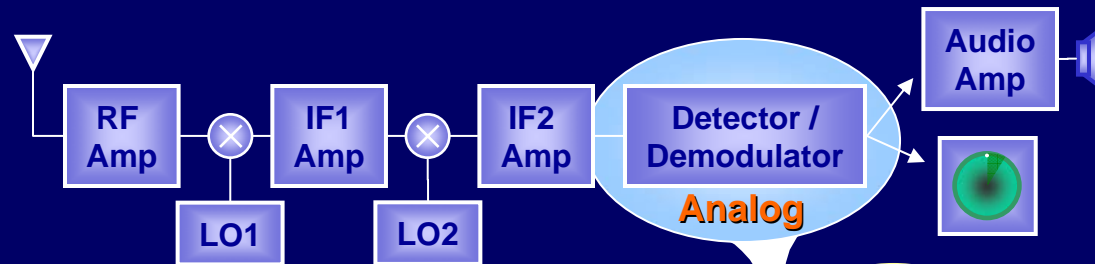 RF
Amp
IF1
Amp
IF2
Amp
Detector /
Demodulator
Audio
Amp
LO1
LO2
Analog